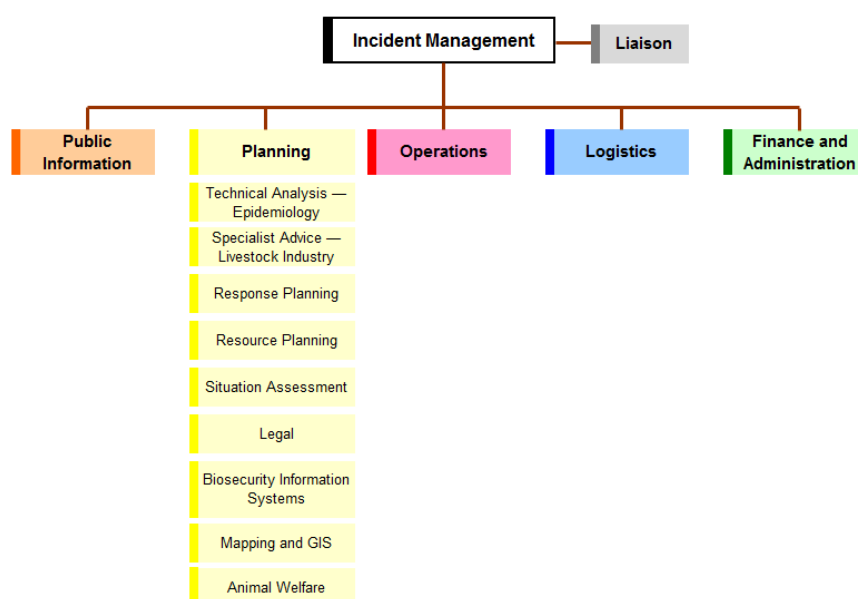 Incident Management
Liaison
Public
Information
Planning
Operations
Logistics
Finance and
Administration
Technical Analysis —
Epidemiology
Specialist Advice —
Livestock Industry
Response Planning
Resource Planning
Situation Assessment
Legal
Biosecurity Information
Systems
Mapping and GIS
Animal Welfare